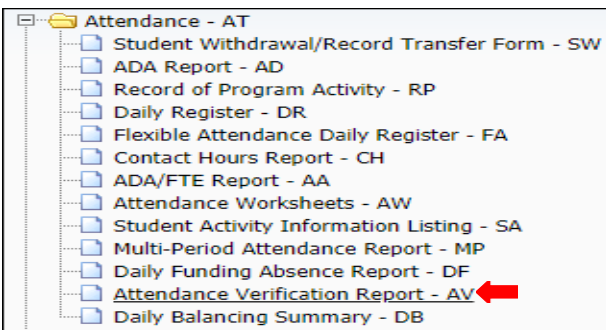 Attendance - AT
Student Withdrawal/Record Transfer Form - SW
ADA Report - AD
Record of Program Activity - RP
Daily Register - DR
Flexible Attendance Daily Register - FA
Contact Hours Report - CH
ADA/FTE Report - AA
Attendance Worksheets - AW
Student Activity Information Listing - SA
Multi-Period Attendance Report - MP
Daily Funding Absence Report - DF
Attendance Verification Report - AV
Daily Balancing Summary - DB